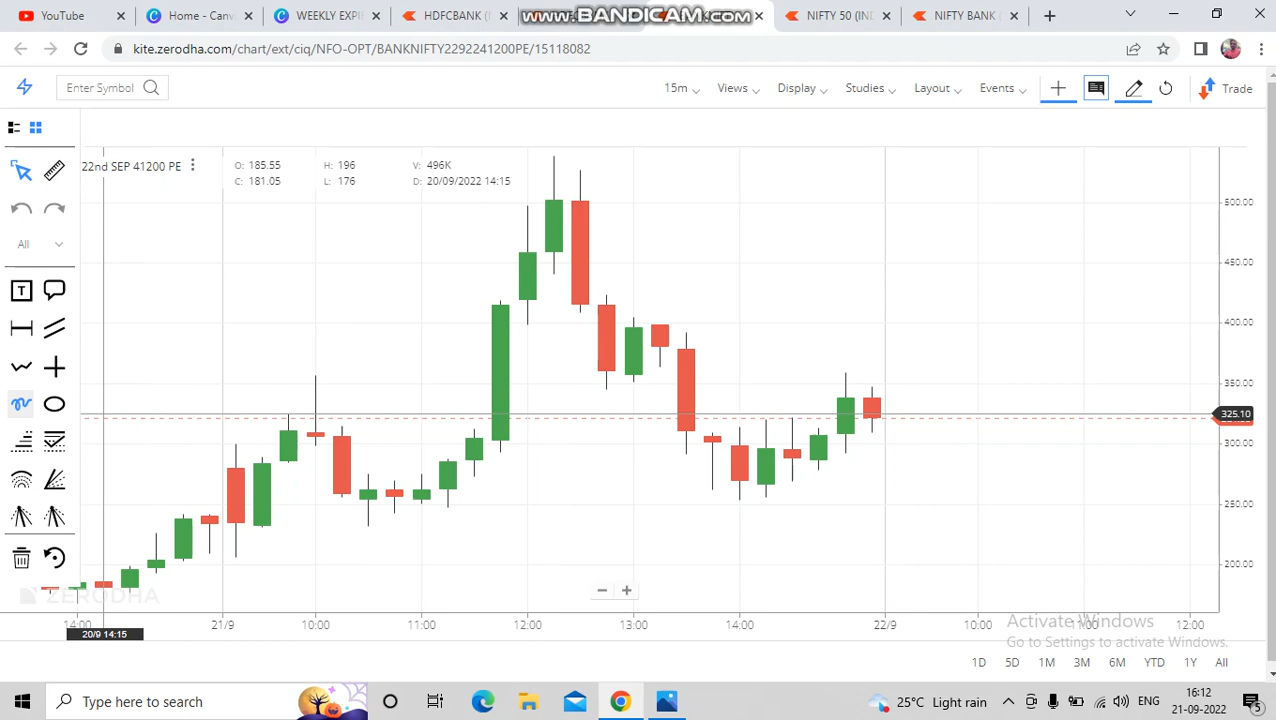 YouTube
Home - Canv
WEEKLY EXPI
HDFCBANK (
www.BANDICAM.com
NIFTY 50 (IND
NIFTY BANK (
kite.zerodha.com/chart/ext/ciq/NFO-OPT/BANKNIFTY2292241200PE/15118082
Enter Symbol
15m Views Display Studies Layout Events Trade
22nd SEP 41200 PE
O: 185.55 H: 196 V: 496K
C: 181.05 L: 176 D: 20/09/2022 14:15
All
T
500.00
450.00
400.00
350.00
325.10
300.00
250.00
200.00
ZERODHA
14:00 21/9 10:00 11:00 12:00 13:00 14:00 22/9 10:00 11:00 12:00
20/9 14:15
Activate Windows
Go to Settings to activate Windows.
1D 5D 1M 3M 6M YTD 1Y All
Type here to search
25°C Light rain
ENG
16:12
21-09-2022
5